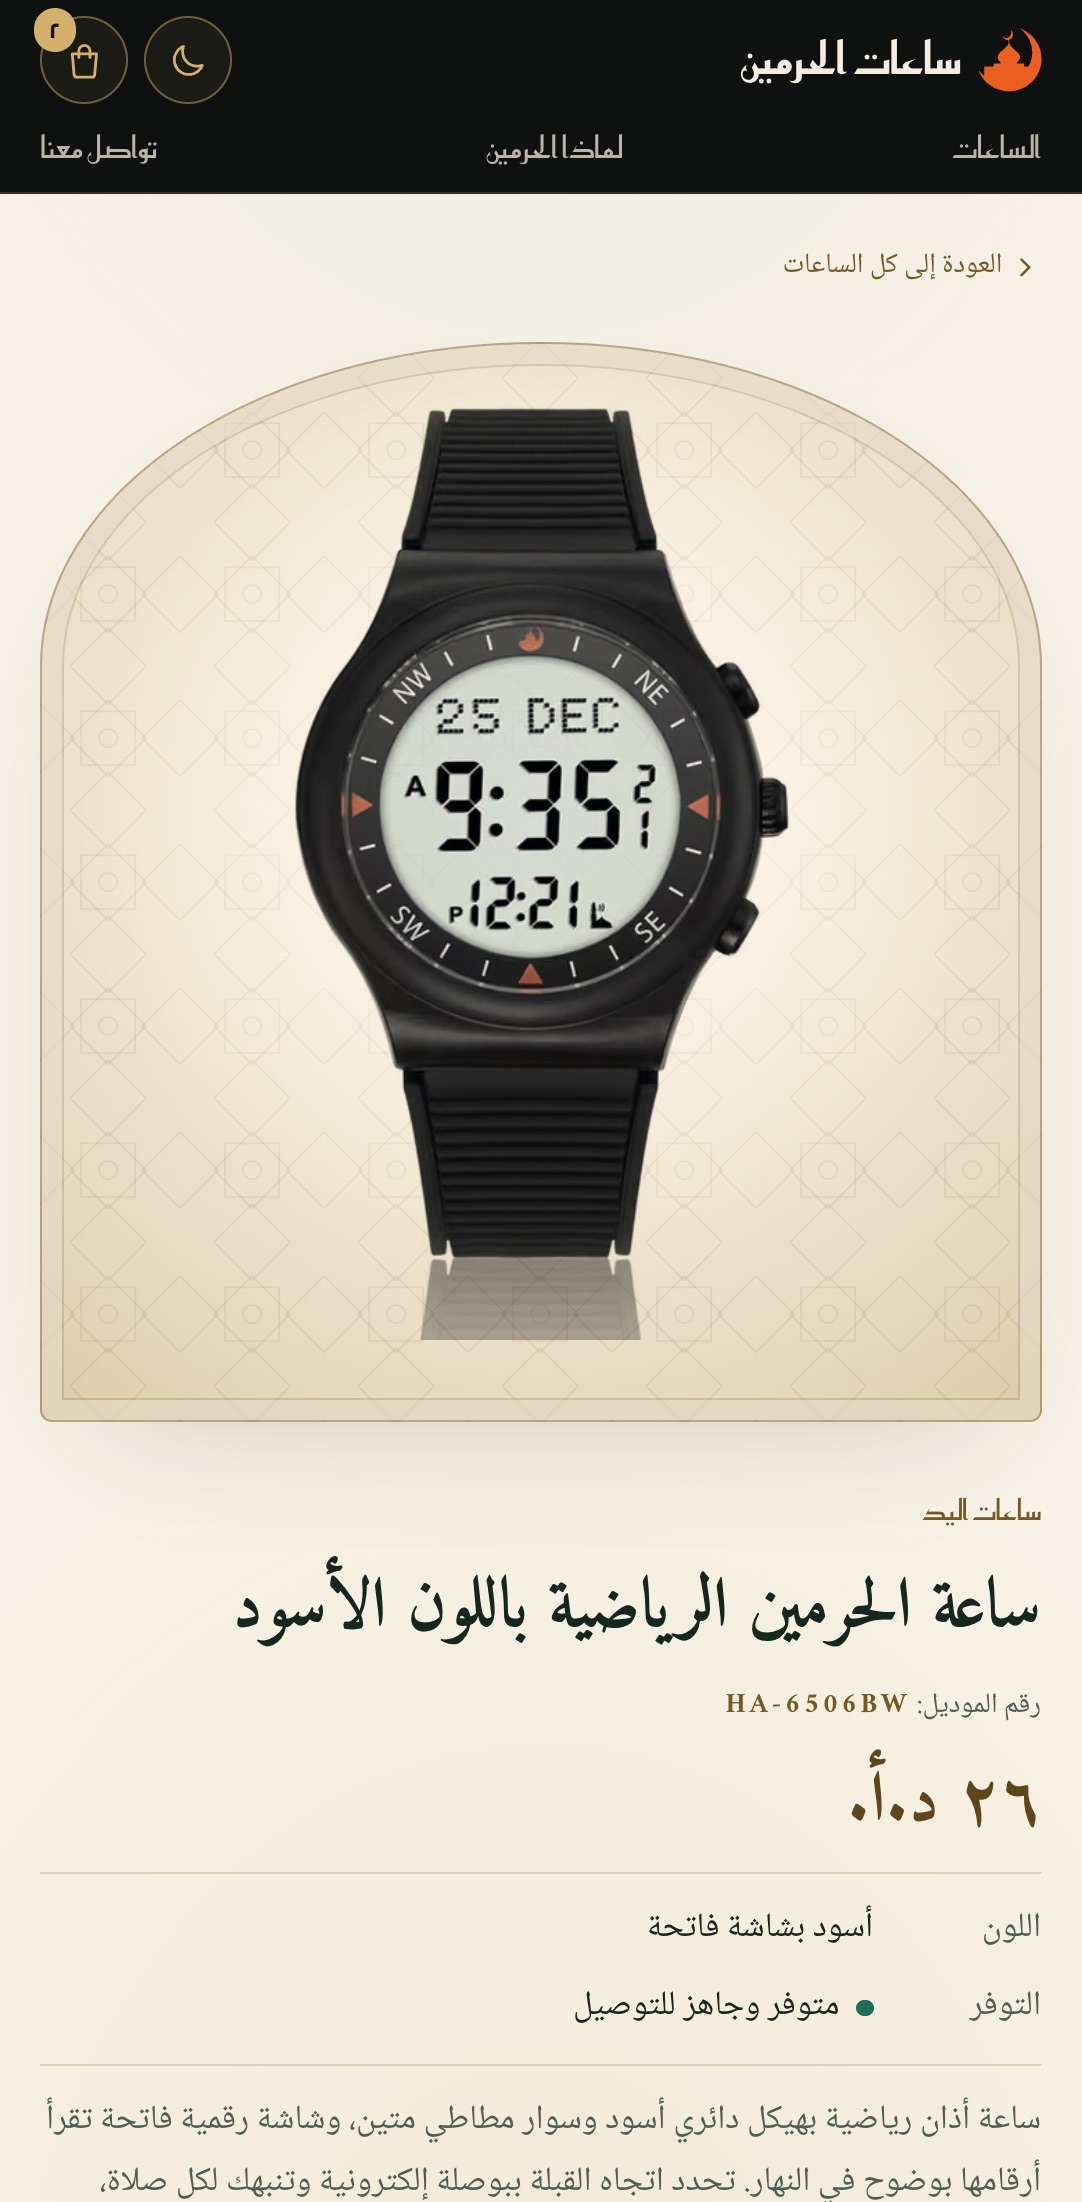 ساعات الحرمين
٢
الساعات
لماذا الحرمين
تواصل معنا
العودة إلى كل الساعات
NW
NE
25 DEC
A 9:35 21
P 12:21
SW
SE
ساعات اليد
ساعة الحرمين الرياضية باللون الأسود
رقم الموديل: HA-6506BW
٢٦ د.أ.
اللون
أسود بشاشة فاتحة
التوفر
متوفر وجاهز للتوصيل
ساعة أذان رياضية بهيكل دائري أسود وسوار مطاطي متين، وشاشة رقمية فاتحة تقرأ
أرقامها بوضوح في النهار. تحدد اتجاه القبلة ببوصلة إلكترونية وتنبهك لكل صلاة،